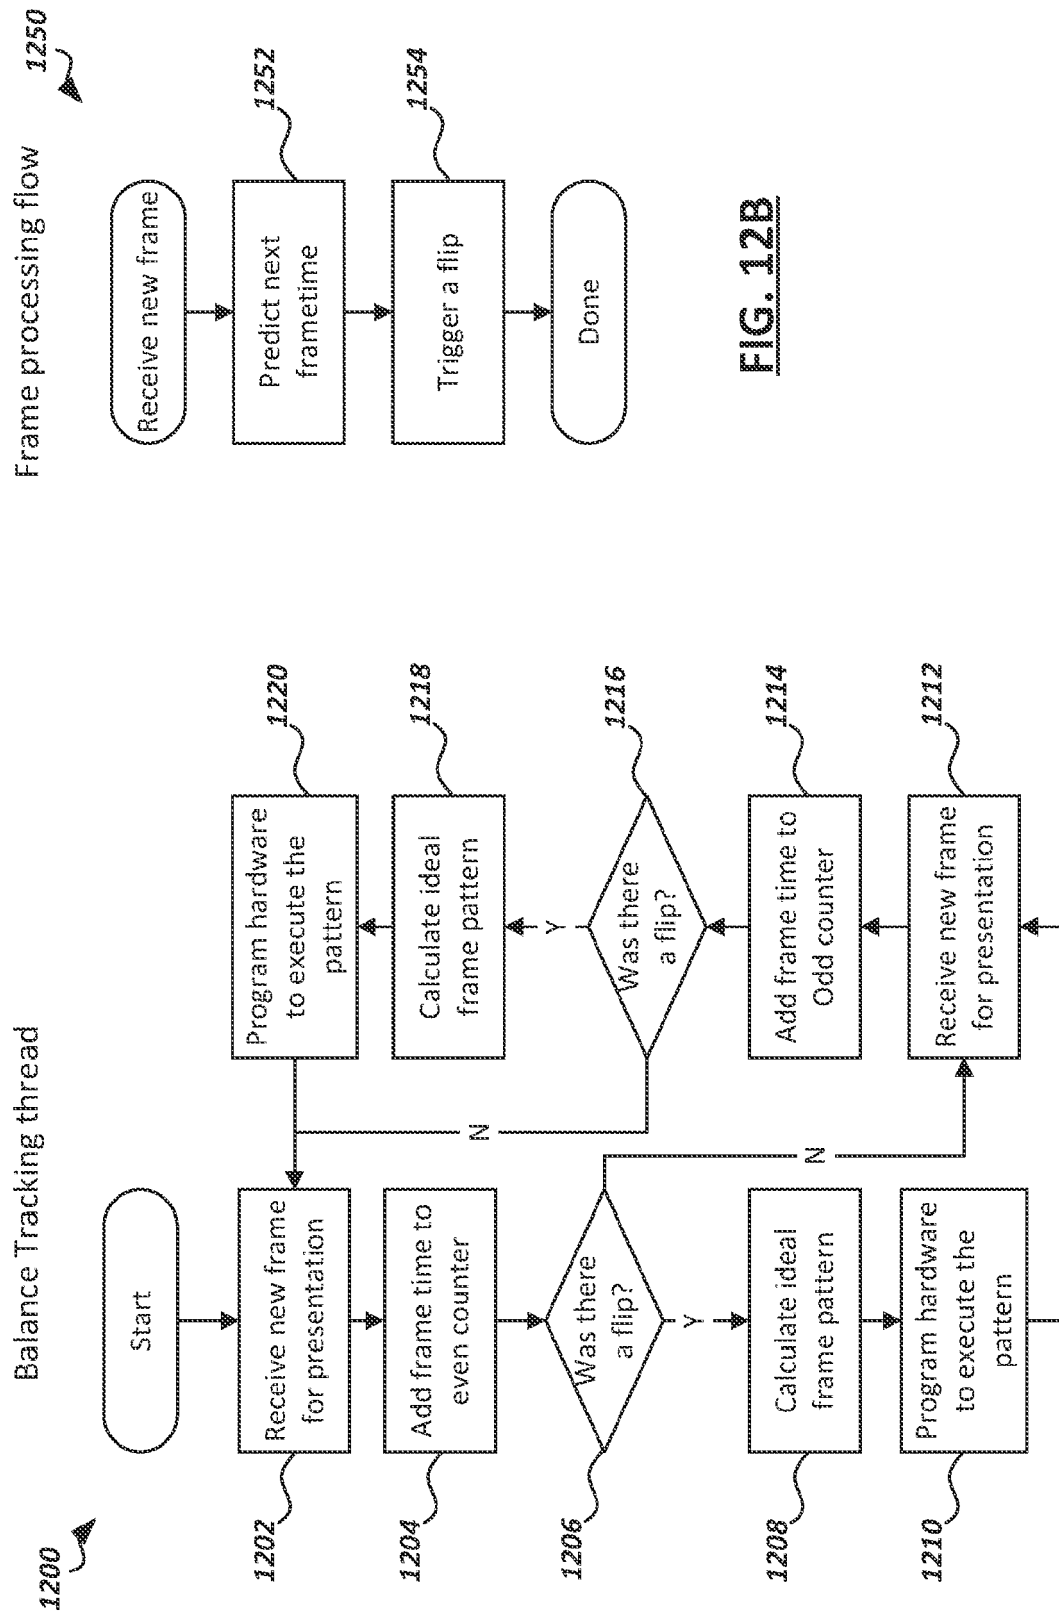 Balance Tracking thread
1200
Start
Receive new frame
for presentation
1202
Add frame time to
even counter
1204
Was there
a flip?
1206
N
Y
Calculate ideal
frame pattern
1208
Program hardware
to execute the
pattern
1210
Program hardware
to execute the
pattern
1220
Calculate ideal
frame pattern
1218
Y
N
Was there
a flip?
1216
Add frame time to
Odd counter
1214
Receive new frame
for presentation
1212
Frame processing flow
1250
Receive new frame
Predict next
frametime
1252
Trigger a flip
1254
Done
FIG. 12B